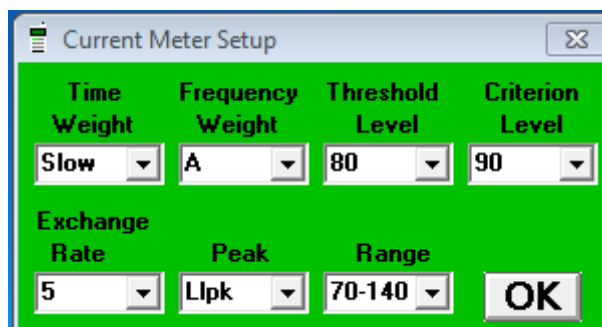 Current Meter Setup
Time Weight
Frequency Weight
Threshold Level
Criterion Level
Slow
A
80
90
Exchange Rate
Peak
Range
5
Llpk
70-140
OK